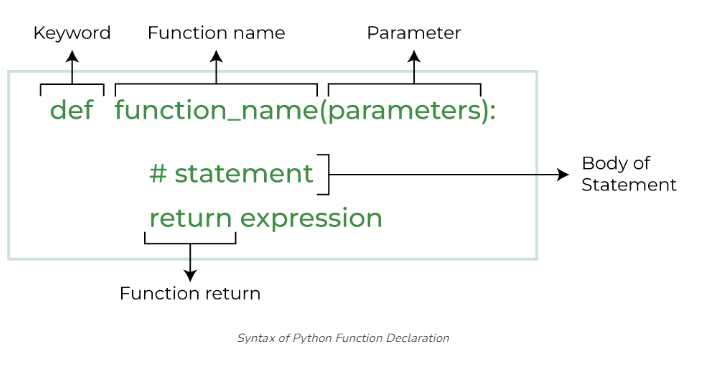 Keyword Function name Parameter
def function_name(parameters):
# statement
Body of
Statement
return expression
Function return
Syntax of Python Function Declaration